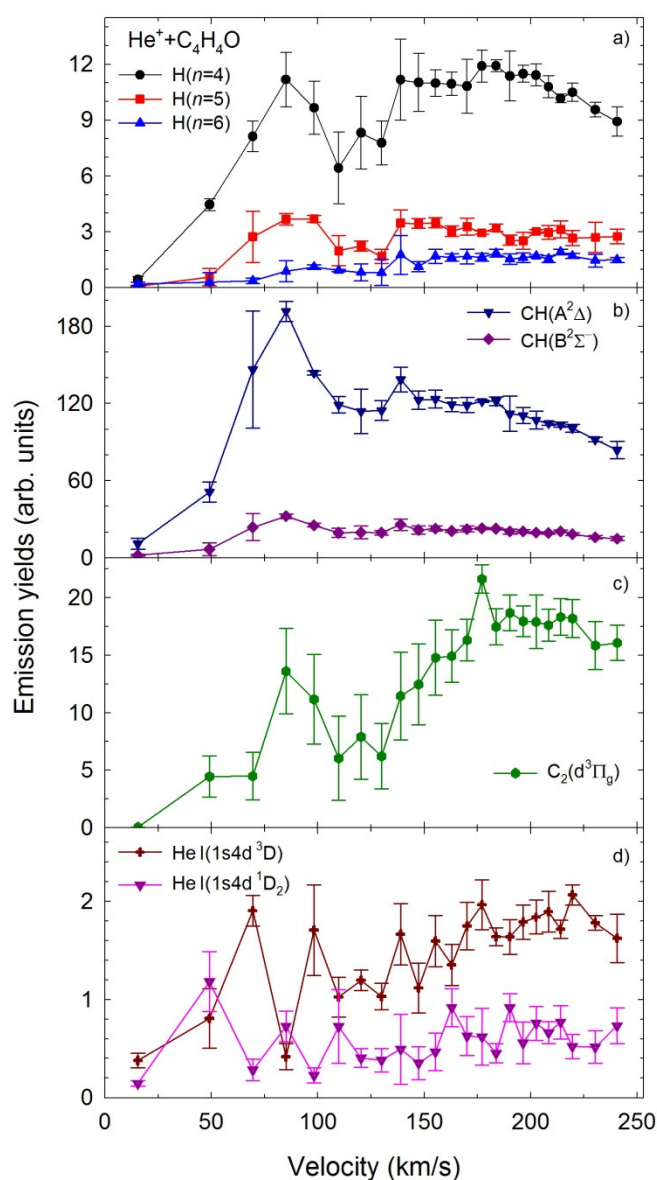 He⁺+C₄H₄O
a)
H(n=4)
H(n=5)
H(n=6)
12
9
6
3
0
b)
CH(A²Δ)
CH(B²Σ⁻)
180
120
60
0
c)
20
15
10
5
0
C₂(d³Πg)
d)
He I(1s4d ³D)
He I(1s4d ¹D₂)
2
1
0
0 50 100 150 200 250
Velocity (km/s)
Emission yields (arb. units)